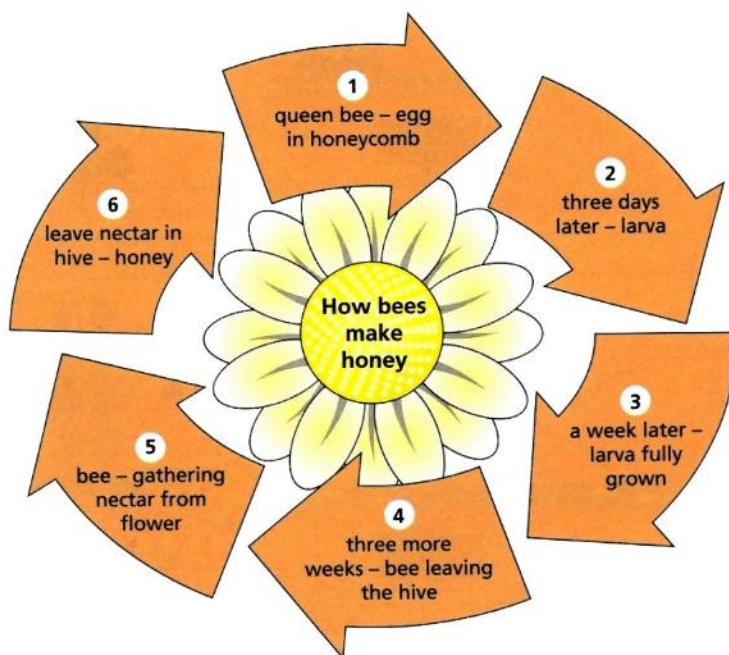 1
queen bee – egg
in honeycomb
2
three days
later – larva
3
a week later –
larva fully
grown
4
three more
weeks – bee leaving
the hive
5
bee – gathering
nectar from
flower
6
leave nectar in
hive – honey
How bees
make
honey